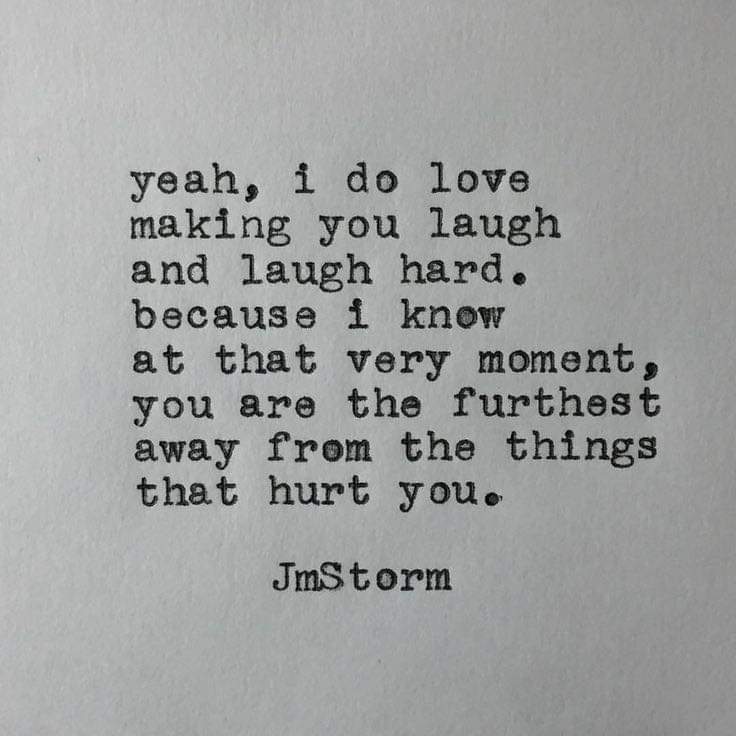 yeah, i do love
making you laugh
and laugh hard.
because i know
at that very moment,
you are the furthest
away from the things
that hurt you.
JmStorm